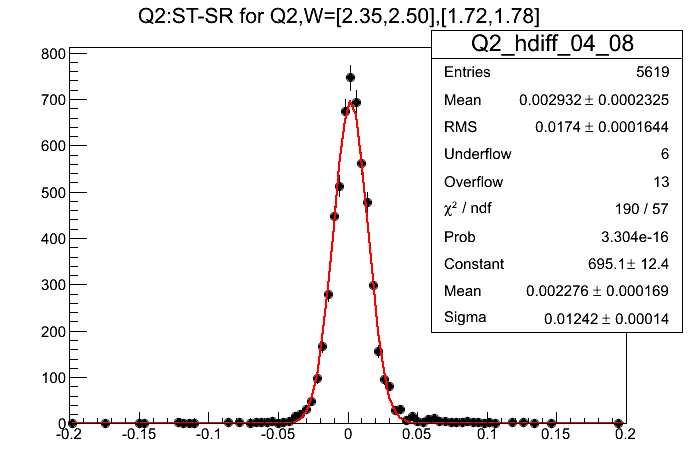 Q2:ST-SR for Q2,W=[2.35,2.50],[1.72,1.78]
Q2_hdiff_04_08
Entries 5619
Mean 0.002932 ± 0.0002325
RMS 0.0174 ± 0.0001644
Underflow 6
Overflow 13
χ² / ndf 190 / 57
Prob 3.304e-16
Constant 695.1 ± 12.4
Mean 0.002276 ± 0.000169
Sigma 0.01242 ± 0.00014
800
700
600
500
400
300
200
100
0
-0.2 -0.15 -0.1 -0.05 0 0.05 0.1 0.15 0.2